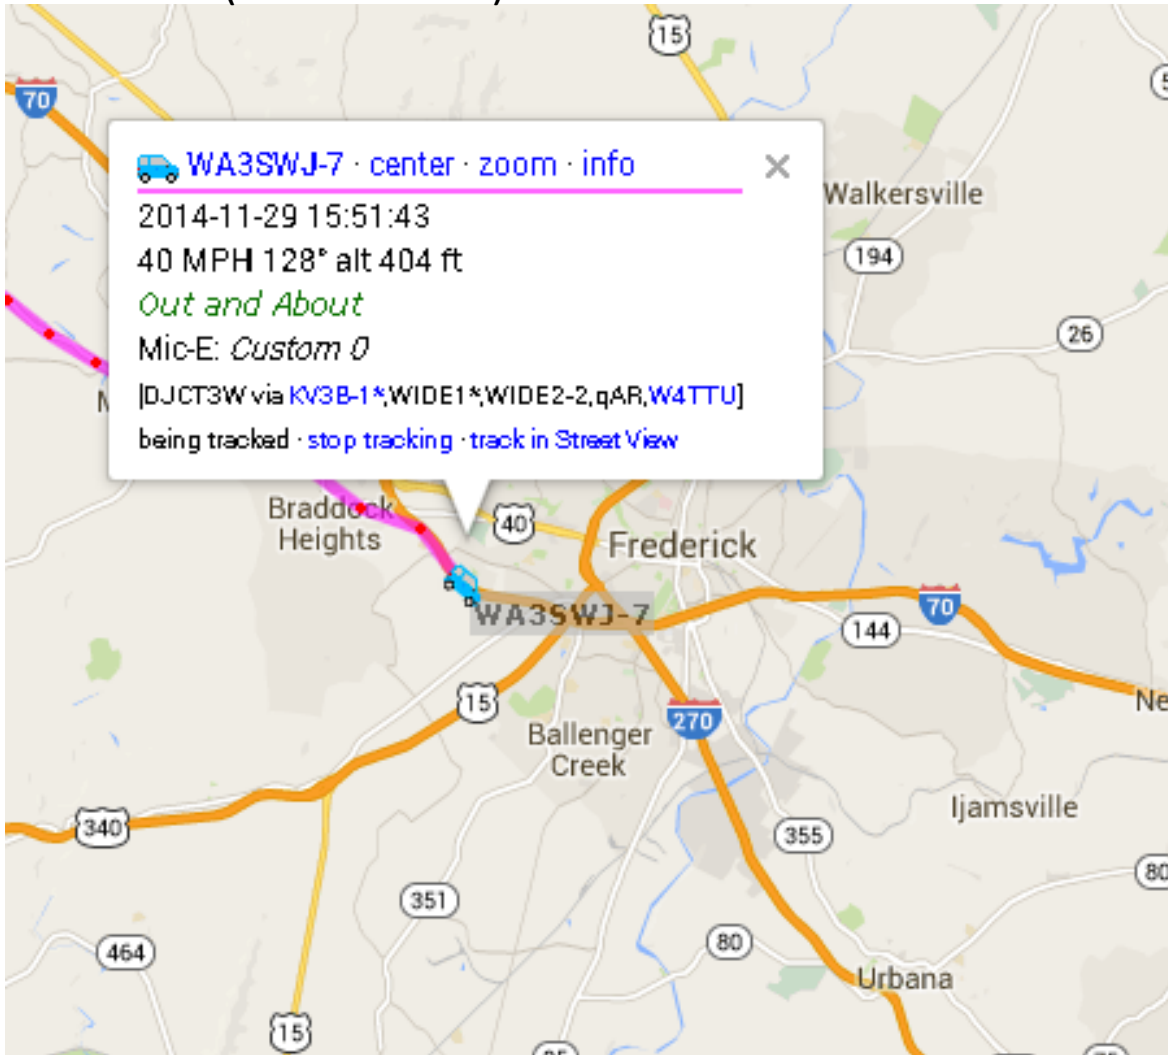 15
70
WA3SWJ-7 · center · zoom · info
2014-11-29 15:51:43
40 MPH 128° alt 404 ft
Out and About
Mic-E: Custom 0
[DJCT3W via KV3B-1*,WIDE1*,WIDE2-2,qAR,W4TTU]
being tracked · stop tracking · track in Street View
Walkersville
194
26
Braddock
Heights
40
Frederick
WA3SWJ-7
70
144
15
270
Ballenger
Creek
Ijamsville
340
355
351
80
464
80
Urbana
15